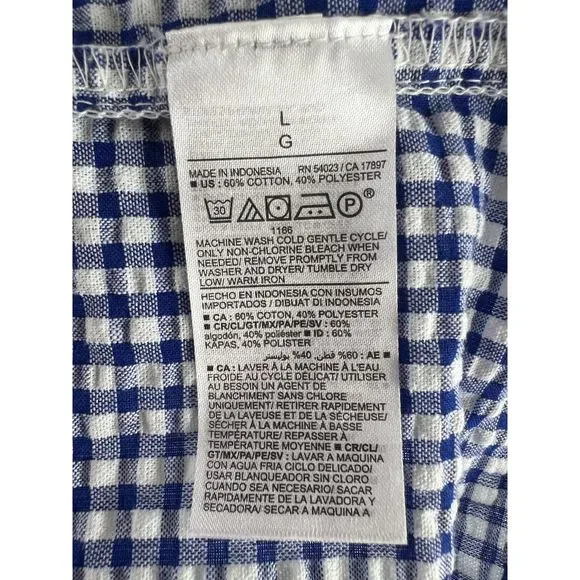 L
G
MADE IN INDONESIA RN 54023 / CA 17897
■ US : 60% COTTON, 40% POLYESTER
30 P ®
1186
MACHINE WASH COLD GENTLE CYCLE/
ONLY NON-CHLORINE BLEACH WHEN
NEEDED/ REMOVE PROMPTLY FROM
WASHER AND DRYER/ TUMBLE DRY
LOW/ WARM IRON
HECHO EN INDONESIA CON INSUMOS
IMPORTADOS / DIBUAT DI INDONESIA
■ CA : 60% COTON, 40% POLYESTER
■ CR/CL/GT/MX/PA/PE/SV : 60%
algodón, 40% poliéster ■ ID : 60%
KAPAS, 40% POLISTER
■ AE : 60% قطن, 40% بوليستر
■ CA : LAVER À LA MACHINE À L'EAU
FROIDE AU CYCLE DÉLICAT/ UTILISER
AU BESOIN UN AGENT DE
BLANCHIMENT SANS CHLORE
UNIQUEMENT/ RETIRER RAPIDEMENT
DE LA LAVEUSE ET DE LA SÉCHEUSE/
SÉCHER À LA MACHINE À BASSE
TEMPÉRATURE/ REPASSER À
TEMPÉRATURE MOYENNE ■ CR/CL/
GT/MX/PA/PE/SV : LAVAR A MAQUINA
CON AGUA FRIA CICLO DELICADO/
USAR BLANQUEADOR SIN CLORO
CUANDO SEA NECESARIO/ SACAR
RAPIDAMENTE DE LA LAVADORA Y
SECADORA/ SECAR A MAQUINA A